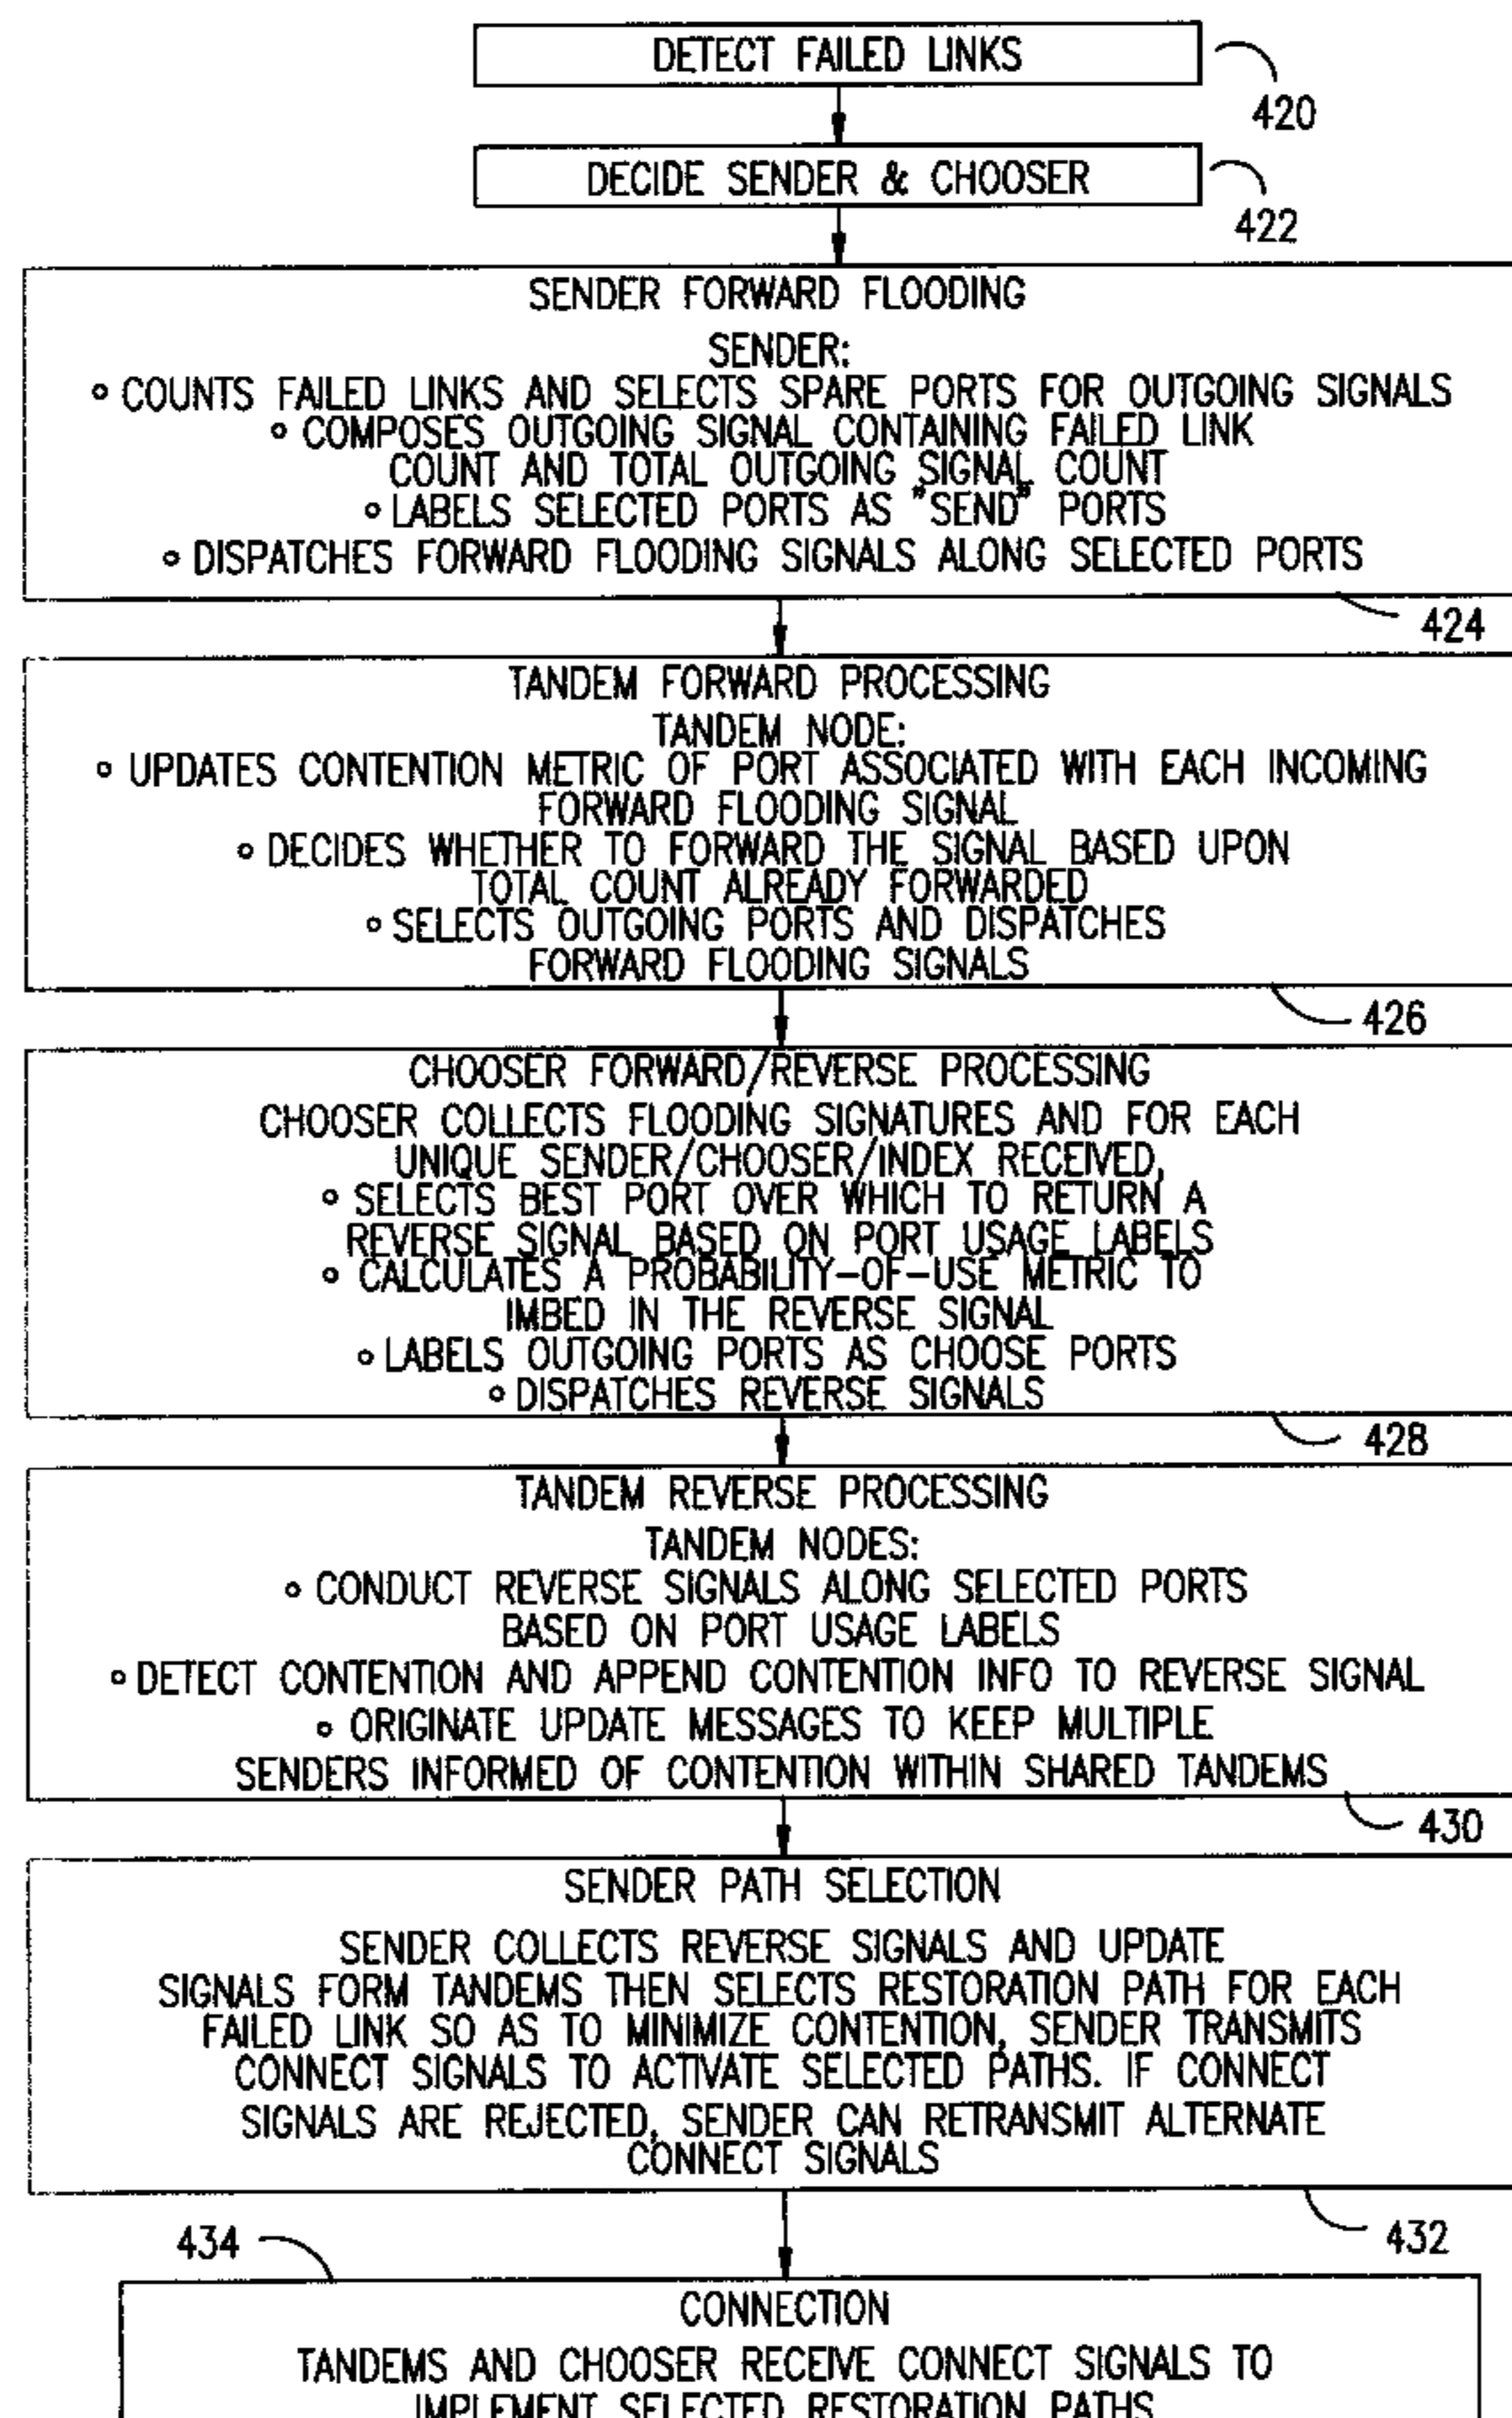 DETECT FAILED LINKS
420
DECIDE SENDER & CHOOSER
422
SENDER FORWARD FLOODING
SENDER:
∘ COUNTS FAILED LINKS AND SELECTS SPARE PORTS FOR OUTGOING SIGNALS
∘ COMPOSES OUTGOING SIGNAL CONTAINING FAILED LINK
COUNT AND TOTAL OUTGOING SIGNAL COUNT
∘ LABELS SELECTED PORTS AS "SEND" PORTS
∘ DISPATCHES FORWARD FLOODING SIGNALS ALONG SELECTED PORTS
424
TANDEM FORWARD PROCESSING
TANDEM NODE:
∘ UPDATES CONTENTION METRIC OF PORT ASSOCIATED WITH EACH INCOMING
FORWARD FLOODING SIGNAL
∘ DECIDES WHETHER TO FORWARD THE SIGNAL BASED UPON
TOTAL COUNT ALREADY FORWARDED
∘ SELECTS OUTGOING PORTS AND DISPATCHES
FORWARD FLOODING SIGNALS
426
CHOOSER FORWARD/REVERSE PROCESSING
CHOOSER COLLECTS FLOODING SIGNATURES AND FOR EACH
UNIQUE SENDER/CHOOSER/INDEX RECEIVED,
∘ SELECTS BEST PORT OVER WHICH TO RETURN A
REVERSE SIGNAL BASED ON PORT USAGE LABELS
∘ CALCULATES A PROBABILITY-OF-USE METRIC TO
IMBED IN THE REVERSE SIGNAL
∘ LABELS OUTGOING PORTS AS CHOOSE PORTS
∘ DISPATCHES REVERSE SIGNALS
428
TANDEM REVERSE PROCESSING
TANDEM NODES:
∘ CONDUCT REVERSE SIGNALS ALONG SELECTED PORTS
BASED ON PORT USAGE LABELS
∘ DETECT CONTENTION AND APPEND CONTENTION INFO TO REVERSE SIGNAL
∘ ORIGINATE UPDATE MESSAGES TO KEEP MULTIPLE
SENDERS INFORMED OF CONTENTION WITHIN SHARED TANDEMS
430
SENDER PATH SELECTION
SENDER COLLECTS REVERSE SIGNALS AND UPDATE
SIGNALS FORM TANDEMS THEN SELECTS RESTORATION PATH FOR EACH
FAILED LINK SO AS TO MINIMIZE CONTENTION, SENDER TRANSMITS
CONNECT SIGNALS TO ACTIVATE SELECTED PATHS. IF CONNECT
SIGNALS ARE REJECTED, SENDER CAN RETRANSMIT ALTERNATE
CONNECT SIGNALS
432
434
CONNECTION
TANDEMS AND CHOOSER RECEIVE CONNECT SIGNALS TO
IMPLEMENT SELECTED RESTORATION PATHS